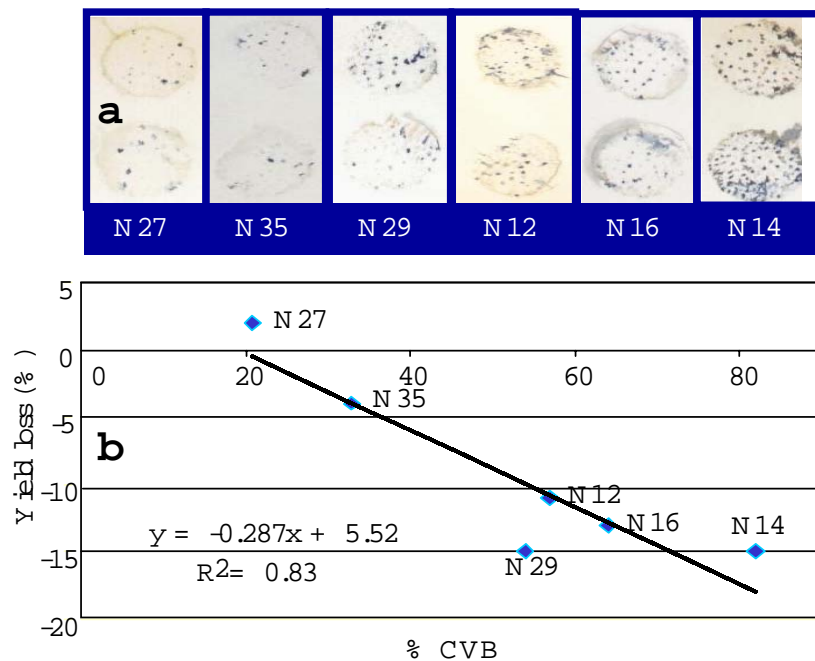 a
N 27 N 35 N 29 N 12 N 16 N 14
5
0
-5
-10
-15
-20
0 20 40 60 80
Yield loss (%)
b
N 27
N 35
N 12
N 16
N 14
N 29
y = -0.287x + 5.52
R2 = 0.83
% CVB